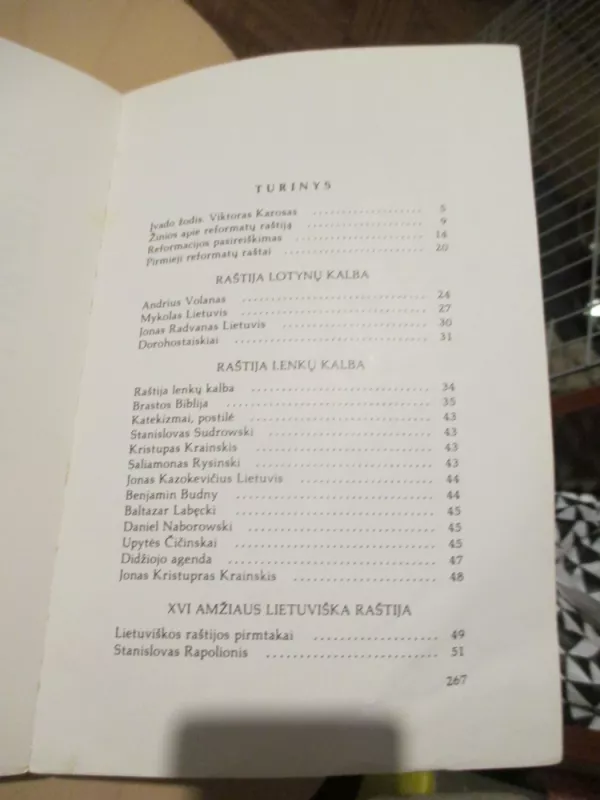 TURINYS
Įvado žodis. Viktoras Karosas 5
Žinios apie reformatų raštiją 9
Reformacijos pasireiškimas 14
Pirmieji reformatų raštai 20
RAŠTIJA LOTYNŲ KALBA
Andrius Volanas 24
Mykolas Lietuvis 27
Jonas Radvanas Lietuvis 30
Dorohostaiskiai 31
RAŠTIJA LENKŲ KALBA
Raštija lenkų kalba 34
Brastos Biblija 35
Katekizmai, postilė 43
Stanislovas Sudrowski 43
Kristupas Krainskis 43
Saliamonas Rysinski 43
Jonas Kazokevičius Lietuvis 44
Benjamin Budny 44
Baltazar Labęcki 45
Daniel Naborowski 45
Upytės Čičinskai 45
Didžiojo agenda 47
Jonas Kristupras Krainskis 48
XVI AMŽIAUS LIETUVIŠKA RAŠTIJA
Lietuviškos raštijos pirmtakai 49
Stanislovas Rapolionis 51
267